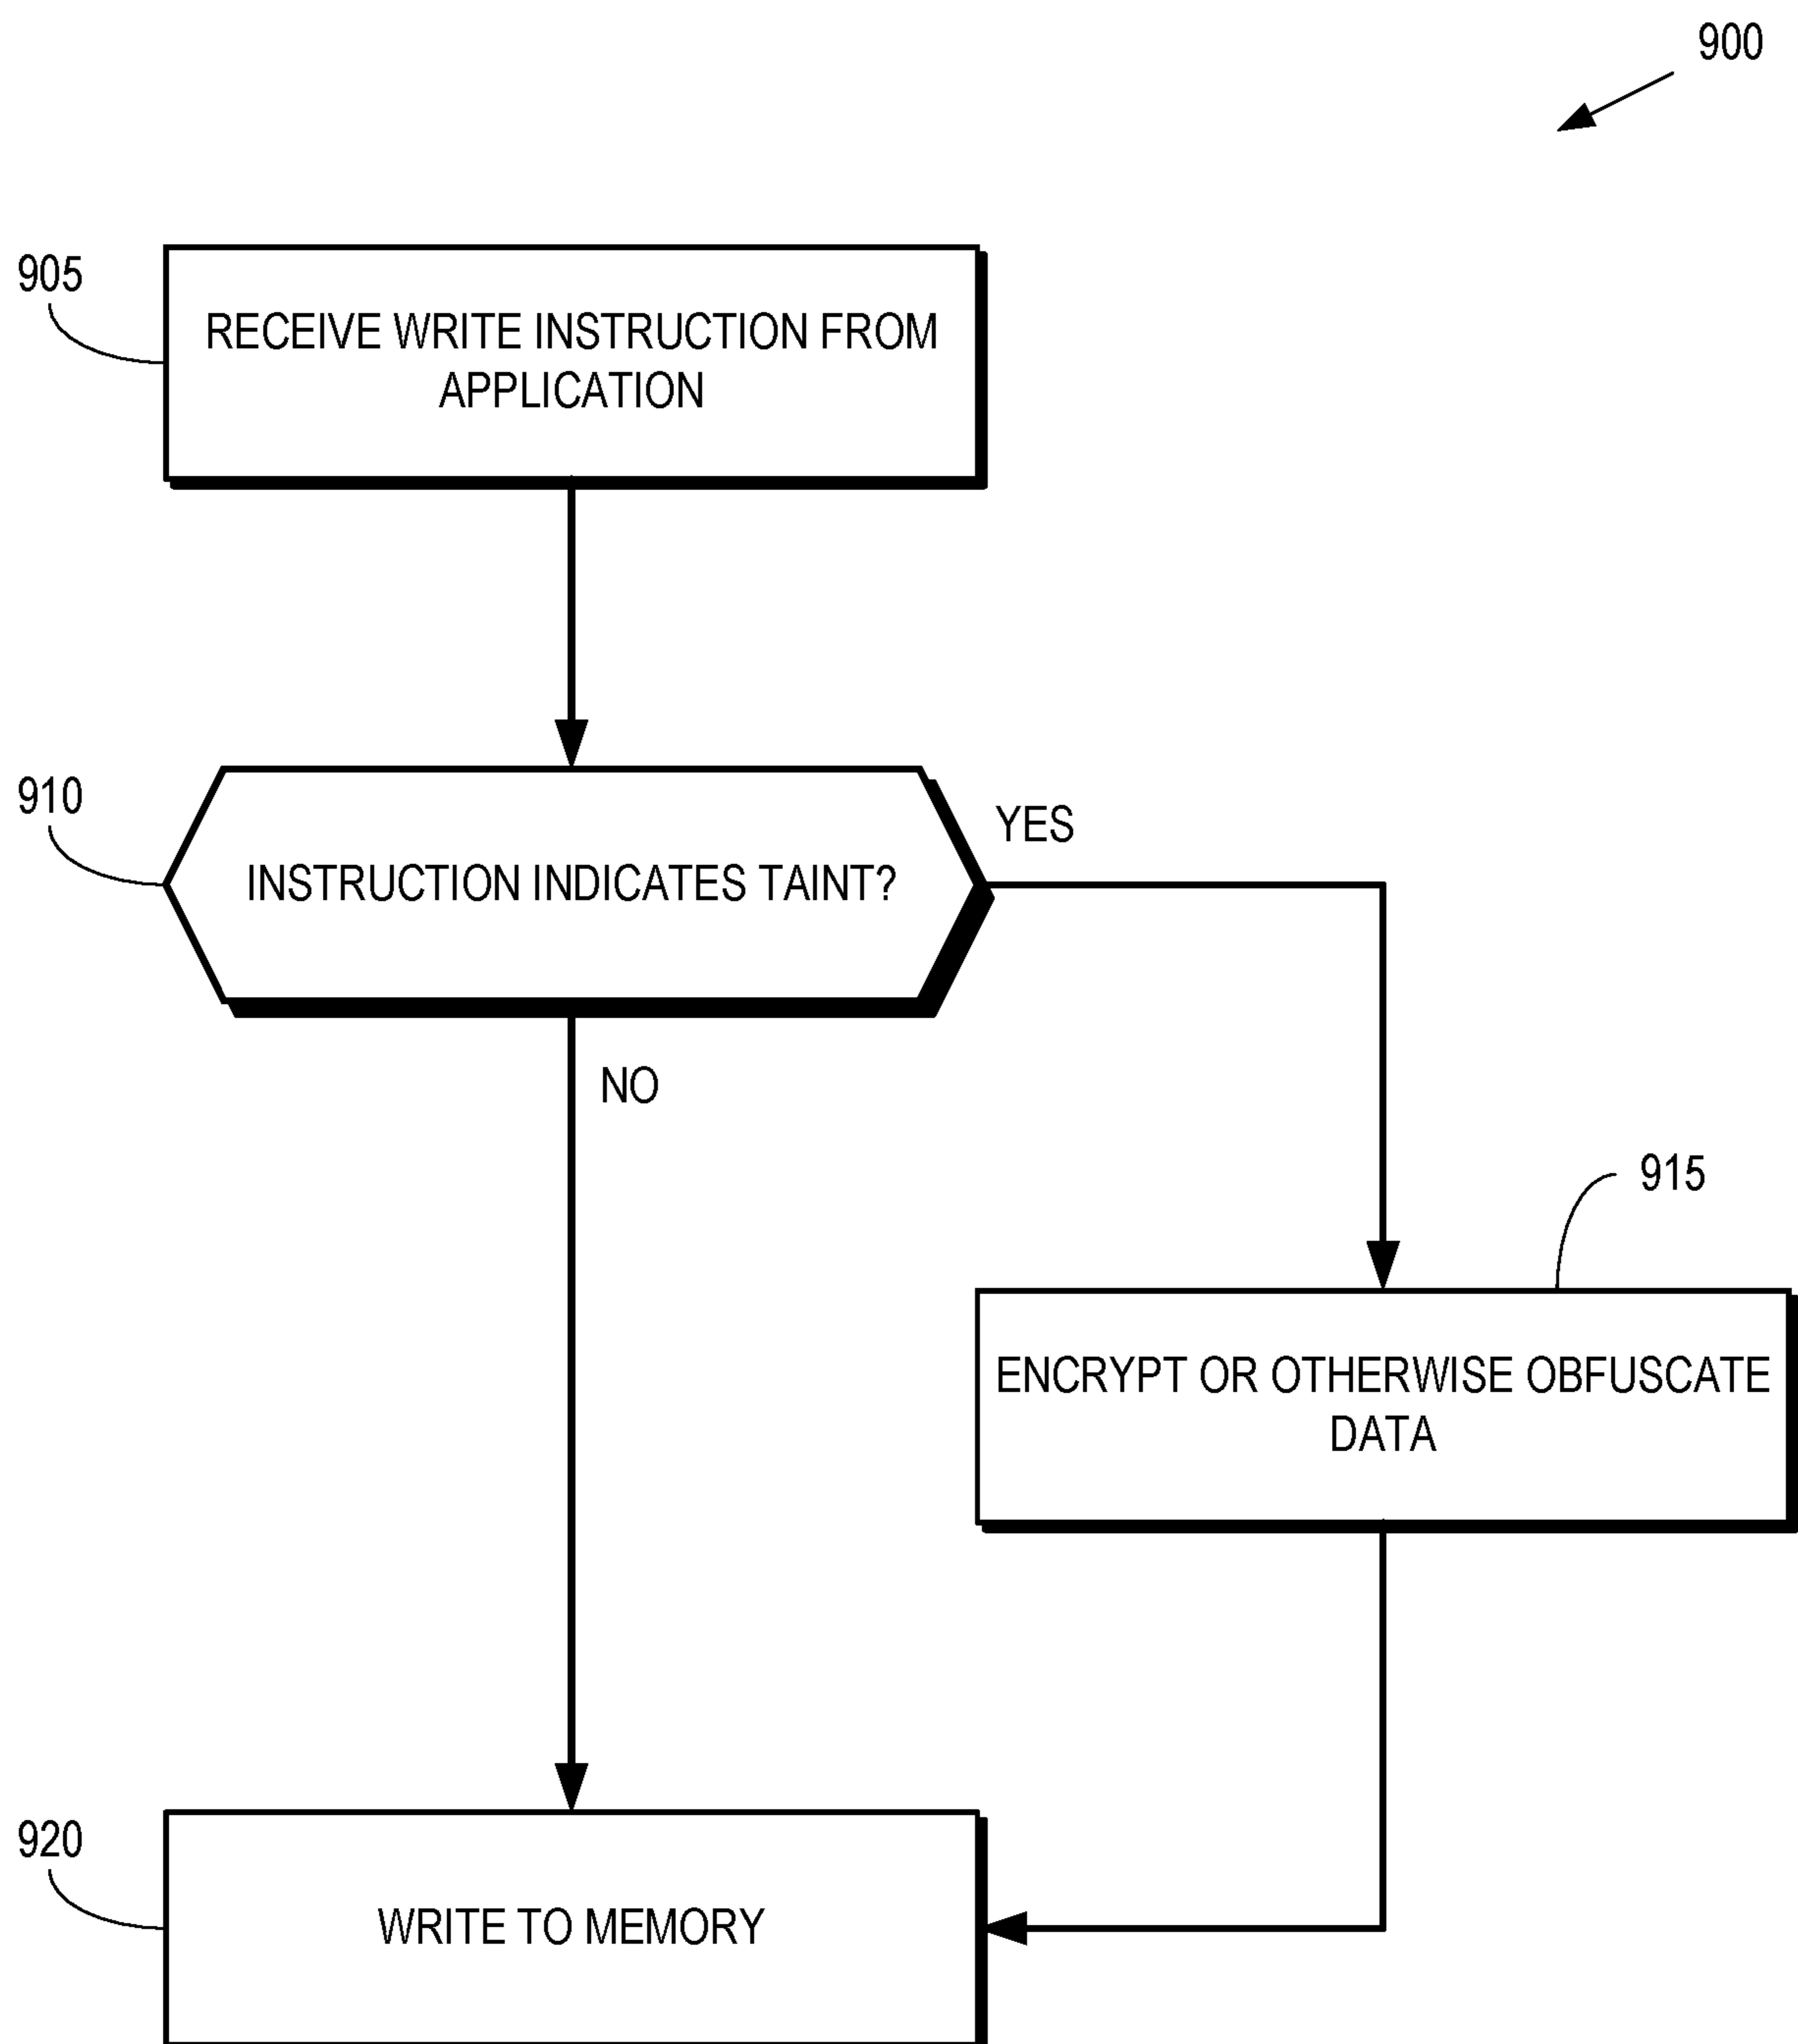 900
905
RECEIVE WRITE INSTRUCTION FROM
APPLICATION
910
INSTRUCTION INDICATES TAINT?
YES
NO
915
ENCRYPT OR OTHERWISE OBFUSCATE
DATA
920
WRITE TO MEMORY